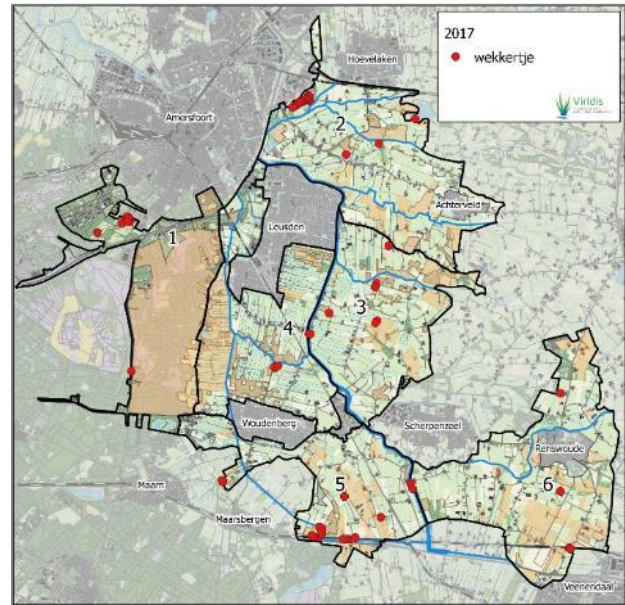 2017
wekkertje
Viridis
Hoevelaken
Amersfoort
2
Achterveld
1
Leusden
3
4
Woudenberg
Scherpenzeel
Renswoude
Maarn
5
6
Maarsbergen
Veenendaal